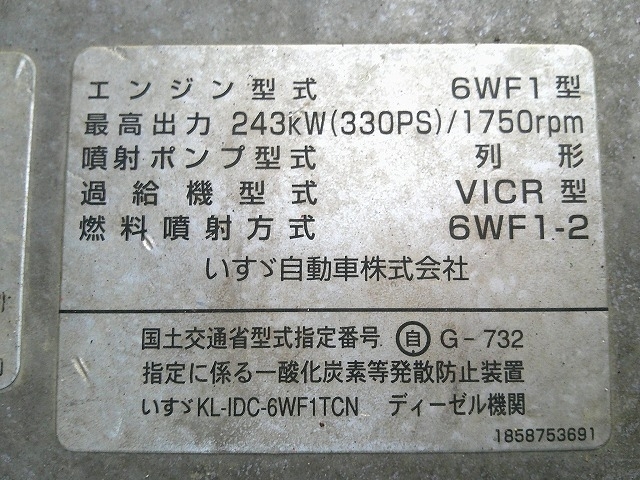 エンジン型式 6WF1型
最高出力 243kW(330PS)/1750rpm
噴射ポンプ型式 列形
過給機型式 VICR型
燃料噴射方式 6WF1-2
いすゞ自動車株式会社
国土交通省型式指定番号 自 G-732
指定に係る一酸化炭素等発散防止装置
いすゞKL-IDC-6WF1TCN ディーゼル機関
1858753691